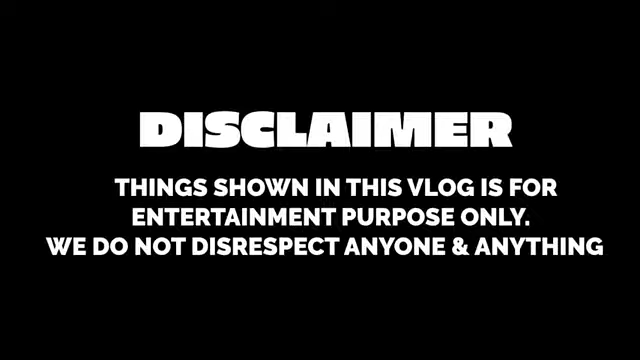 DISCLAIMER
THINGS SHOWN IN THIS VLOG IS FOR
ENTERTAINMENT PURPOSE ONLY.
WE DO NOT DISRESPECT ANYONE & ANYTHING